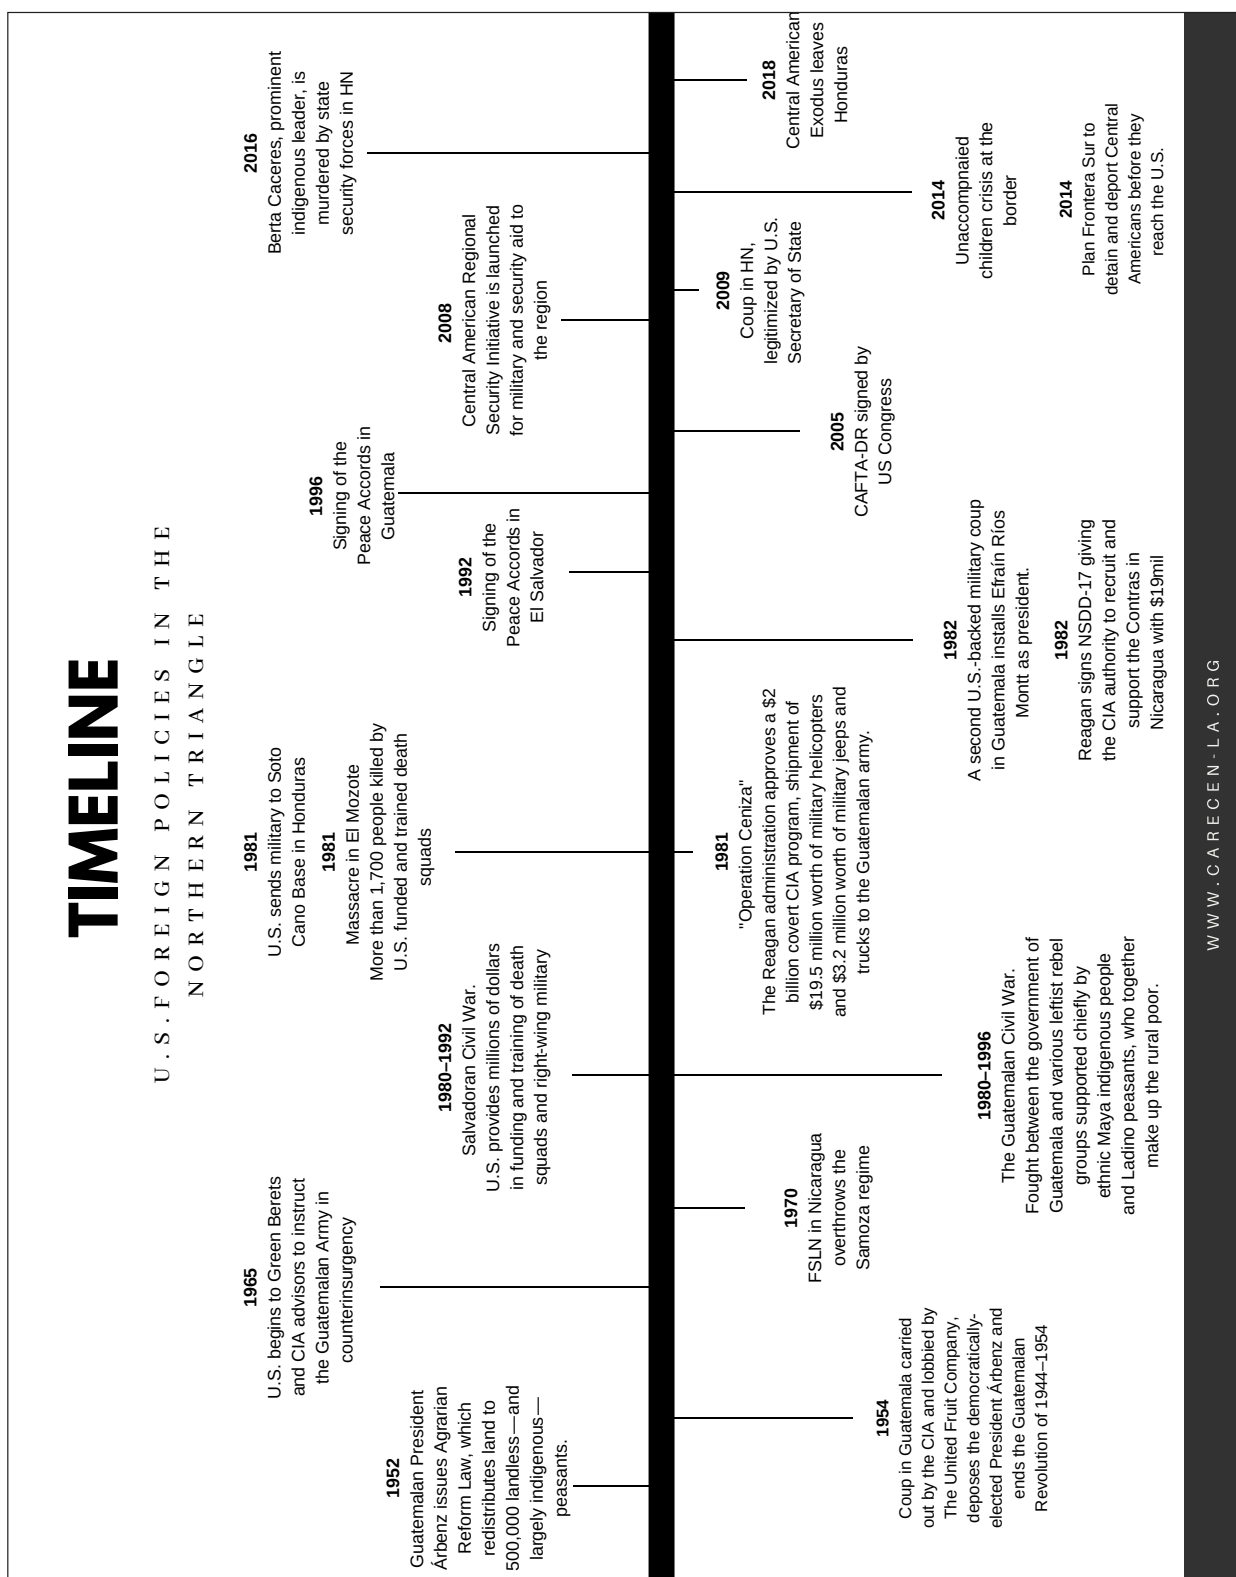 TIMELINE
U.S.FOREIGN POLICIES IN THE
NORTHERN TRIANGLE
1952
Guatemalan President
Árbenz issues Agrarian
Reform Law, which
redistributes land to
500,000 landless—and
largely indigenous—
peasants.
1954
Coup in Guatemala carried
out by the CIA and lobbied by
The United Fruit Company,
deposes the democratically-
elected President Árbenz and
ends the Guatemalan
Revolution of 1944–1954
1965
U.S. begins to Green Berets
and CIA advisors to instruct
the Guatemalan Army in
counterinsurgency
1970
FSLN in Nicaragua
overthrows the
Samoza regime
1980–1992
Salvadoran Civil War.
U.S. provides millions of dollars
in funding and training of death
squads and right-wing military
1980–1996
The Guatemalan Civil War.
Fought between the government of
Guatemala and various leftist rebel
groups supported chiefly by
ethnic Maya indigenous people
and Ladino peasants, who together
make up the rural poor.
1981
U.S. sends military to Soto
Cano Base in Honduras
1981
Massacre in El Mozote
More than 1,700 people killed by
U.S. funded and trained death
squads
1981
"Operation Ceniza"
The Reagan administration approves a $2
billion covert CIA program, shipment of
$19.5 million worth of military helicopters
and $3.2 million worth of military jeeps and
trucks to the Guatemalan army.
1982
A second U.S.-backed military coup
in Guatemala installs Efraín Ríos
Montt as president.
1982
Reagan signs NSDD-17 giving
the CIA authority to recruit and
support the Contras in
Nicaragua with $19mil
1992
Signing of the
Peace Accords in
El Salvador
1996
Signing of the
Peace Accords in
Guatemala
2005
CAFTA-DR signed by
US Congress
2008
Central American Regional
Security Initiative is launched
for military and security aid to
the region
2009
Coup in HN,
legitimized by U.S.
Secretary of State
2014
Unaccompnaied
children crisis at the
border
2014
Plan Frontera Sur to
detain and deport Central
Americans before they
reach the U.S.
2016
Berta Caceres, prominent
indigenous leader, is
murdered by state
security forces in HN
2018
Central American
Exodus leaves
Honduras
WWW.CARECEN-LA.ORG